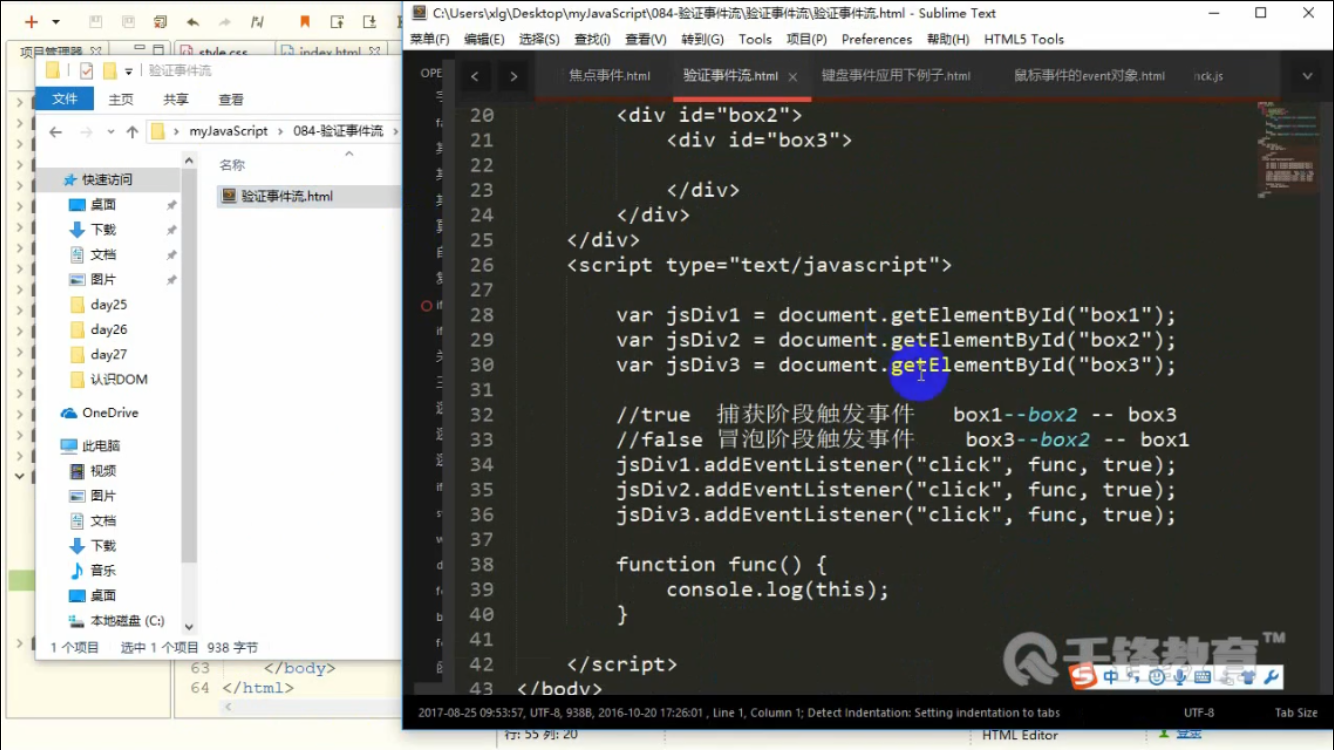 C:\Users\xlg\Desktop\myJavaScript\084-验证事件流\验证事件流\验证事件流.html - Sublime Text
菜单(F) 编辑(E) 选择(S) 查找(i) 查看(V) 转到(G) Tools 项目(P) Preferences 帮助(H) HTML5 Tools
项目管理器 style.css index.html
验证事件流
文件 主页 共享 查看
myJavaScript 084-验证事件流
名称
快速访问
桌面
下载
文档
图片
day25
day26
day27
认识DOM
OneDrive
此电脑
视频
图片
文档
下载
音乐
桌面
本地磁盘 (C:)
验证事件流.html
1 个项目 选中 1 个项目 938 字节
63 </body>
64 </html>
OPE
焦点事件.html 验证事件流.html 键盘事件应用下例子.html 鼠标事件的event对象.html nck.js
20 <div id="box2">
21 <div id="box3">
22
23 </div>
24 </div>
25 </div>
26 <script type="text/javascript">
27
28 var jsDiv1 = document.getElementById("box1");
29 var jsDiv2 = document.getElementById("box2");
30 var jsDiv3 = document.getElementById("box3");
31
32 //true 捕获阶段触发事件 box1--box2 -- box3
33 //false 冒泡阶段触发事件 box3--box2 -- box1
34 jsDiv1.addEventListener("click", func, true);
35 jsDiv2.addEventListener("click", func, true);
36 jsDiv3.addEventListener("click", func, true);
37
38 function func() {
39 console.log(this);
40 }
41
42 </script>
43 </body>
千锋教育 TM
中
2017-08-25 09:53:57, UTF-8, 938B, 2016-10-20 17:26:01 , Line 1, Column 1; Detect Indentation: Setting indentation to tabs UTF-8 Tab Size
行: 55 列: 20 HTML Editor 登录